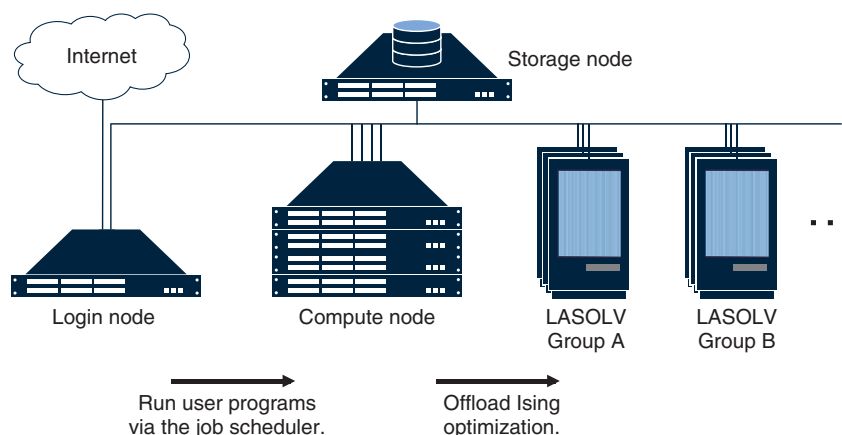 Internet
Storage node
Login node
Compute node
LASOLV
Group A
LASOLV
Group B
Run user programs
via the job scheduler.
Offload Ising
optimization.